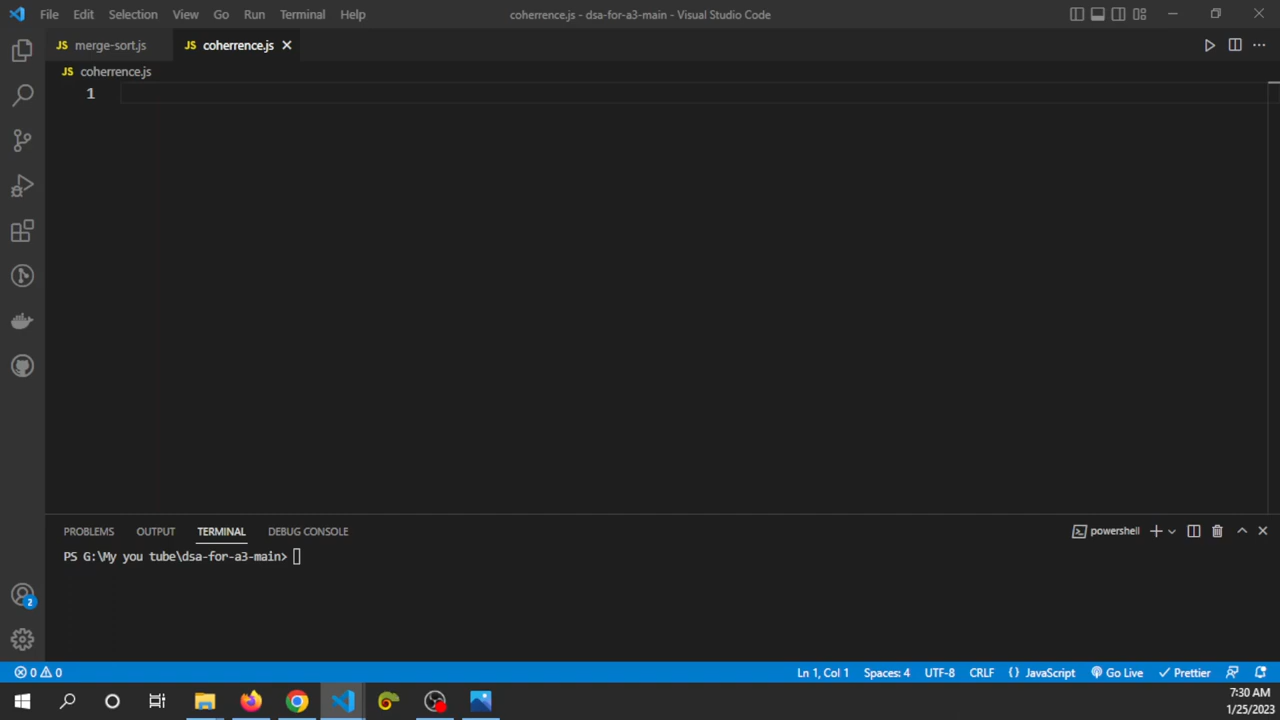 File Edit Selection View Go Run Terminal Help coherrence.js - dsa-for-a3-main - Visual Studio Code
JS merge-sort.js JS coherrence.js
JS coherrence.js
1
PROBLEMS OUTPUT TERMINAL DEBUG CONSOLE powershell
PS G:\My you tube\dsa-for-a3-main>
2
0 0 Ln 1, Col 1 Spaces: 4 UTF-8 CRLF { } JavaScript Go Live Prettier
7:30 AM
1/25/2023